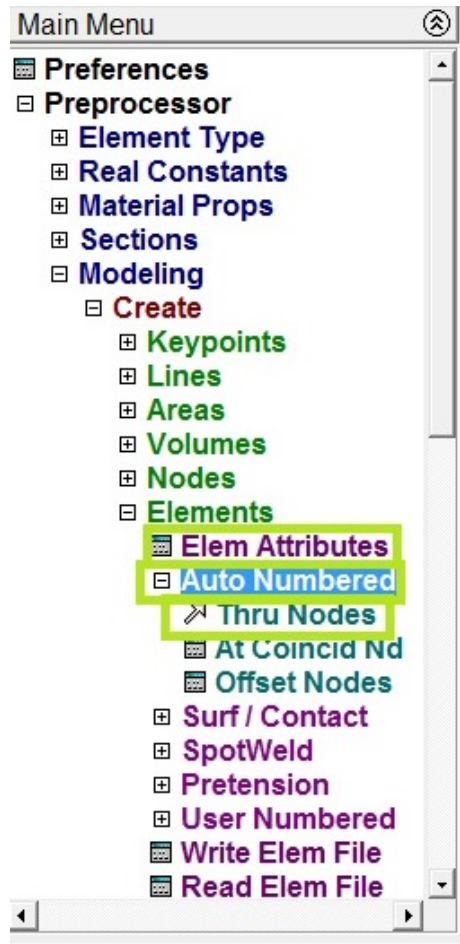 Main Menu
Preferences
Preprocessor
Element Type
Real Constants
Material Props
Sections
Modeling
Create
Keypoints
Lines
Areas
Volumes
Nodes
Elements
Elem Attributes
Auto Numbered
Thru Nodes
At Coincid Nd
Offset Nodes
Surf / Contact
SpotWeld
Pretension
User Numbered
Write Elem File
Read Elem File